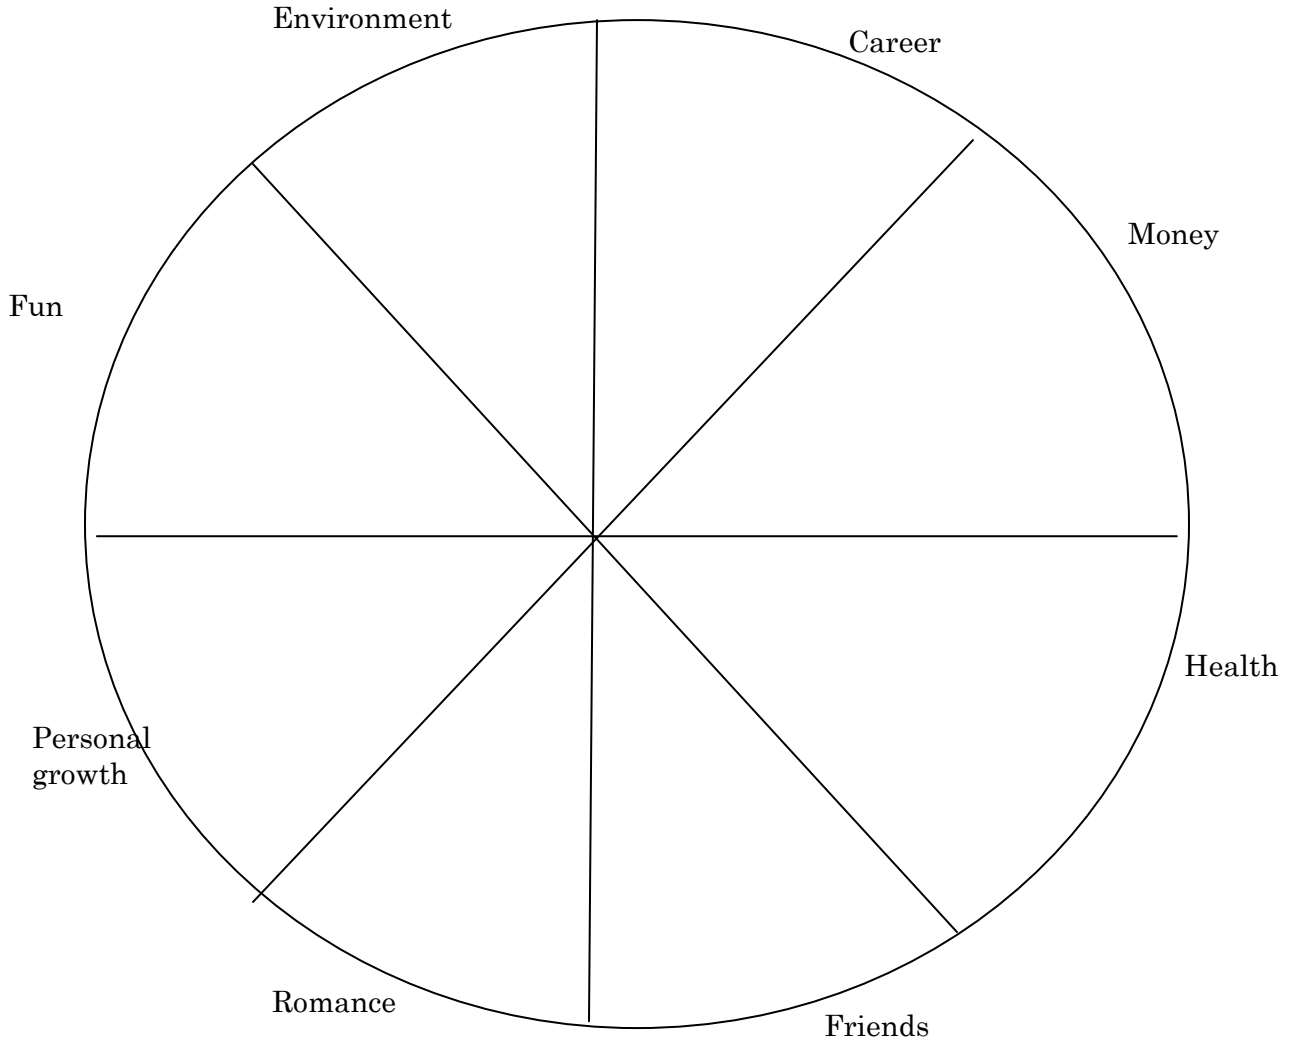 Environment
Career
Money
Fun
Health
Personal
growth
Romance
Friends